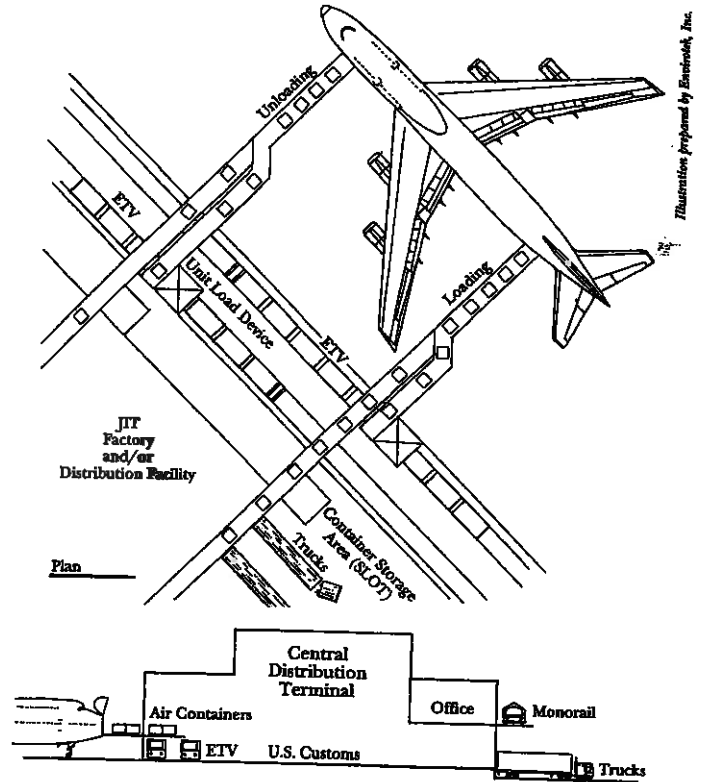 Illustration prepared by Envirotek, Inc.
Unloading
ETV
Unit Load Device
Loading
ETV
JIT
Factory
and/or
Distribution Facility
Container Storage
Area (SLOT)
Trucks
Plan
Central
Distribution
Terminal
Office
Monorail
Air Containers
ETV
U.S. Customs
Trucks